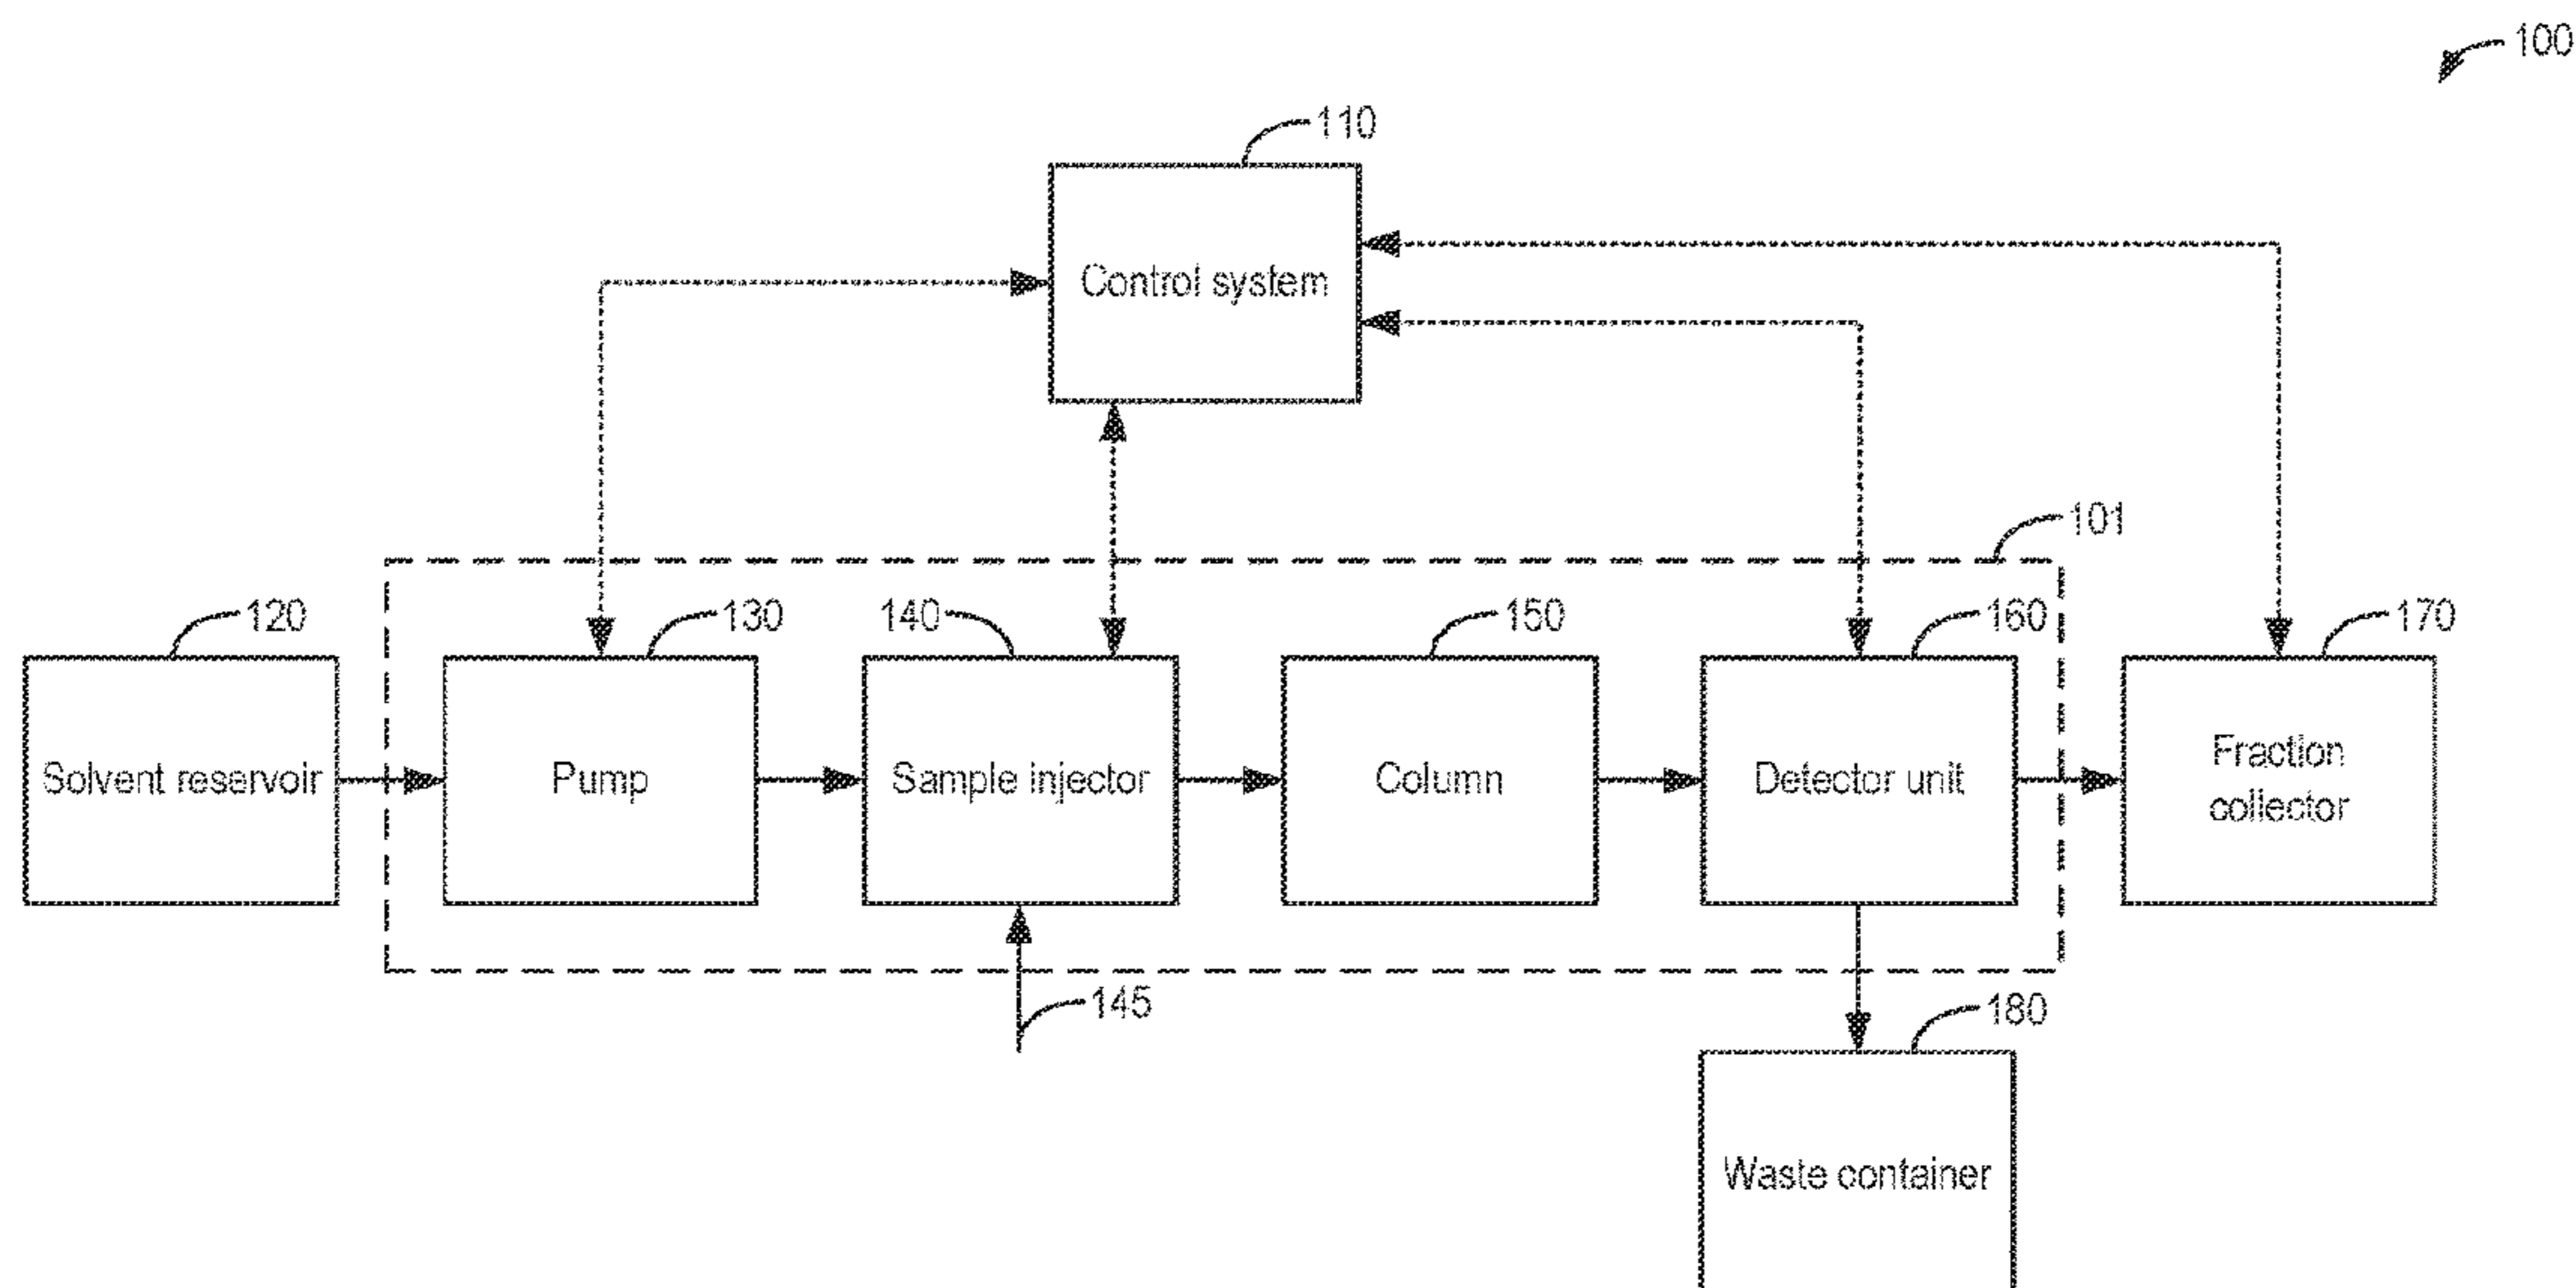 100
110
Control system
101
120
130
140
150
160
170
Solvent reservoir
Pump
Sample injector
Column
Detector unit
Fraction
collector
145
180
Waste container